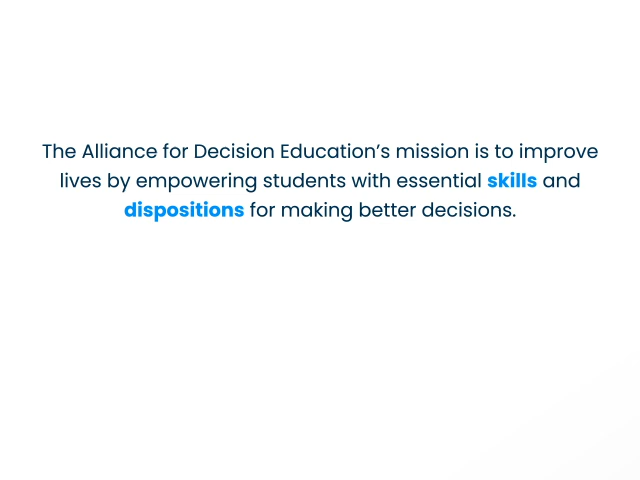 The Alliance for Decision Education’s mission is to improve
lives by empowering students with essential skills and
dispositions for making better decisions.